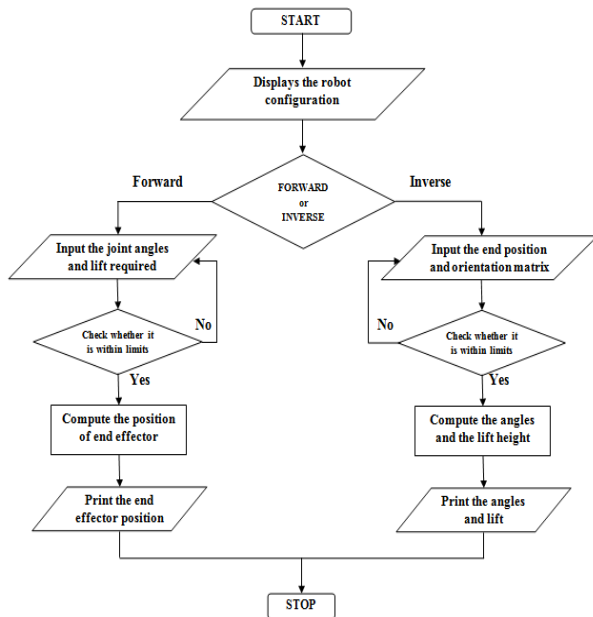 START
Displays the robot
configuration
Forward
FORWARD
or
INVERSE
Inverse
Input the joint angles
and lift required
No
Check whether it
is within limits
Yes
Compute the position
of end effector
Print the end
effector position
Input the end position
and orientation matrix
No
Check whether it
is within limits
Yes
Compute the angles
and the lift height
Print the angles
and lift
STOP